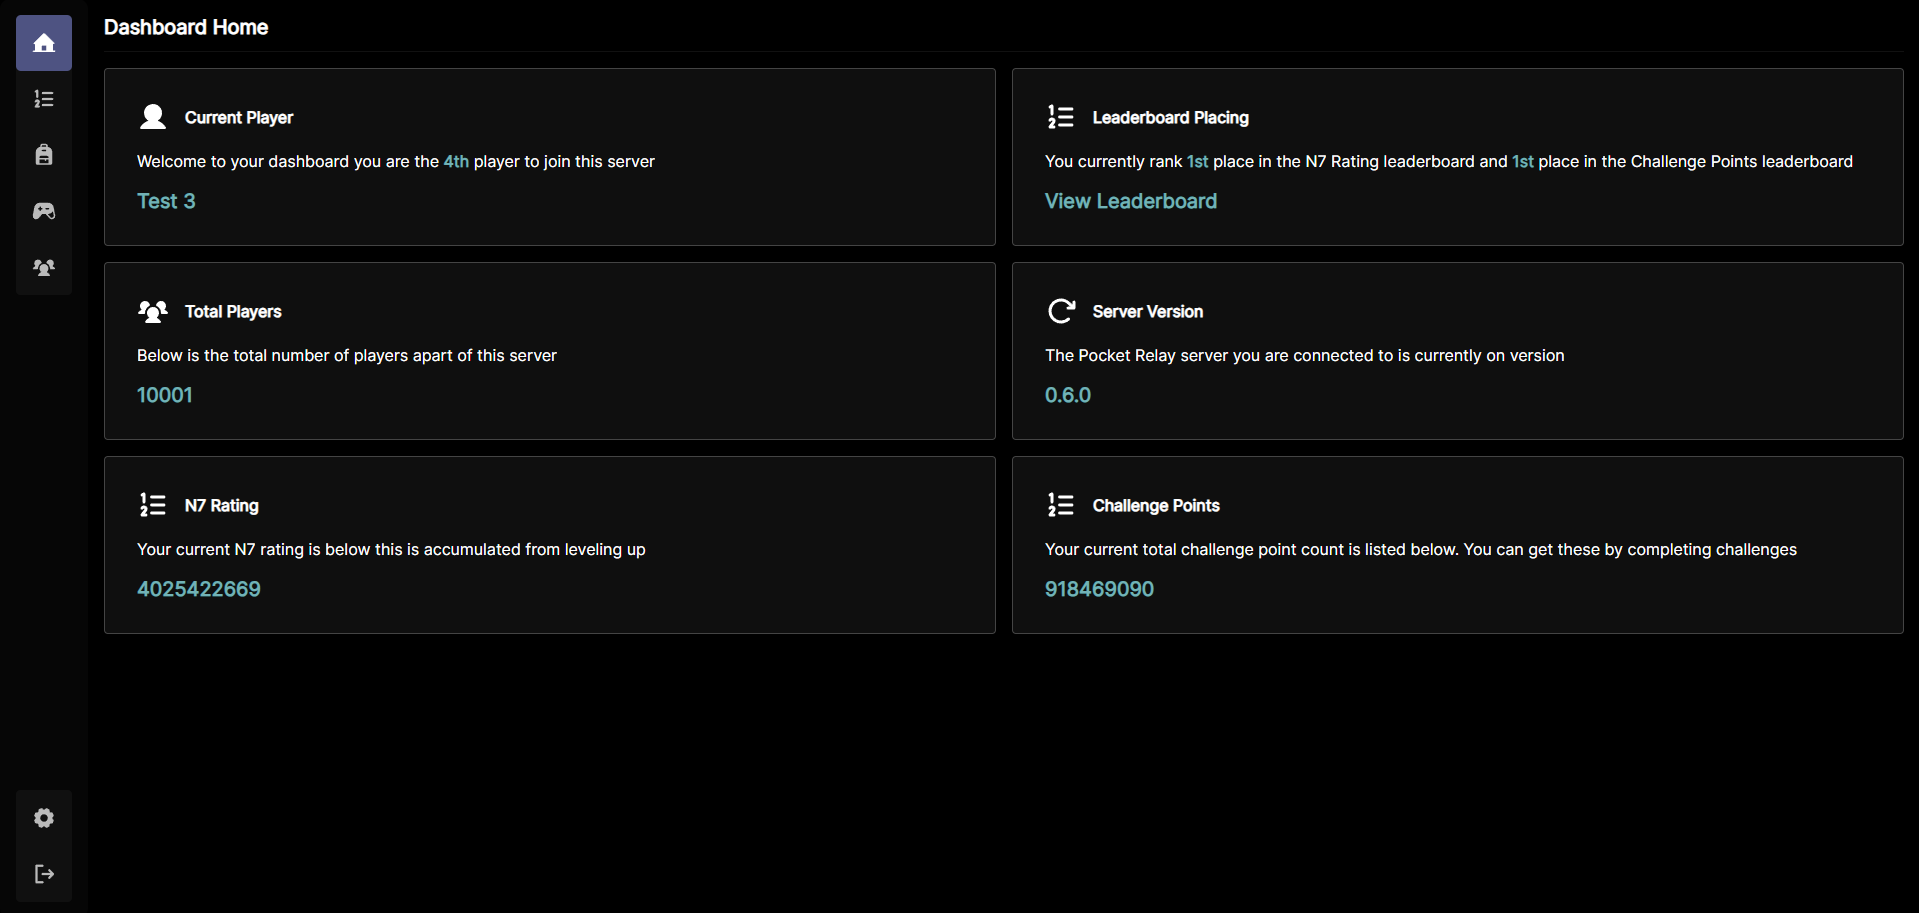 Dashboard Home
Current Player
Welcome to your dashboard you are the 4th player to join this server
Test 3
Leaderboard Placing
You currently rank 1st place in the N7 Rating leaderboard and 1st place in the Challenge Points leaderboard
View Leaderboard
Total Players
Below is the total number of players apart of this server
10001
Server Version
The Pocket Relay server you are connected to is currently on version
0.6.0
N7 Rating
Your current N7 rating is below this is accumulated from leveling up
4025422669
Challenge Points
Your current total challenge point count is listed below. You can get these by completing challenges
918469090